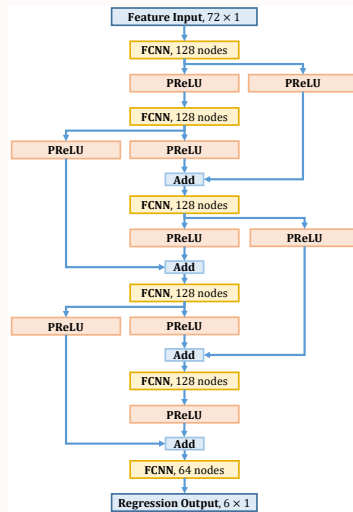 Feature Input, 72 × 1
FCNN, 128 nodes
PReLU
PReLU
FCNN, 128 nodes
PReLU
PReLU
Add
FCNN, 128 nodes
PReLU
PReLU
Add
FCNN, 128 nodes
PReLU
PReLU
Add
FCNN, 128 nodes
PReLU
Add
FCNN, 64 nodes
Regression Output, 6 × 1